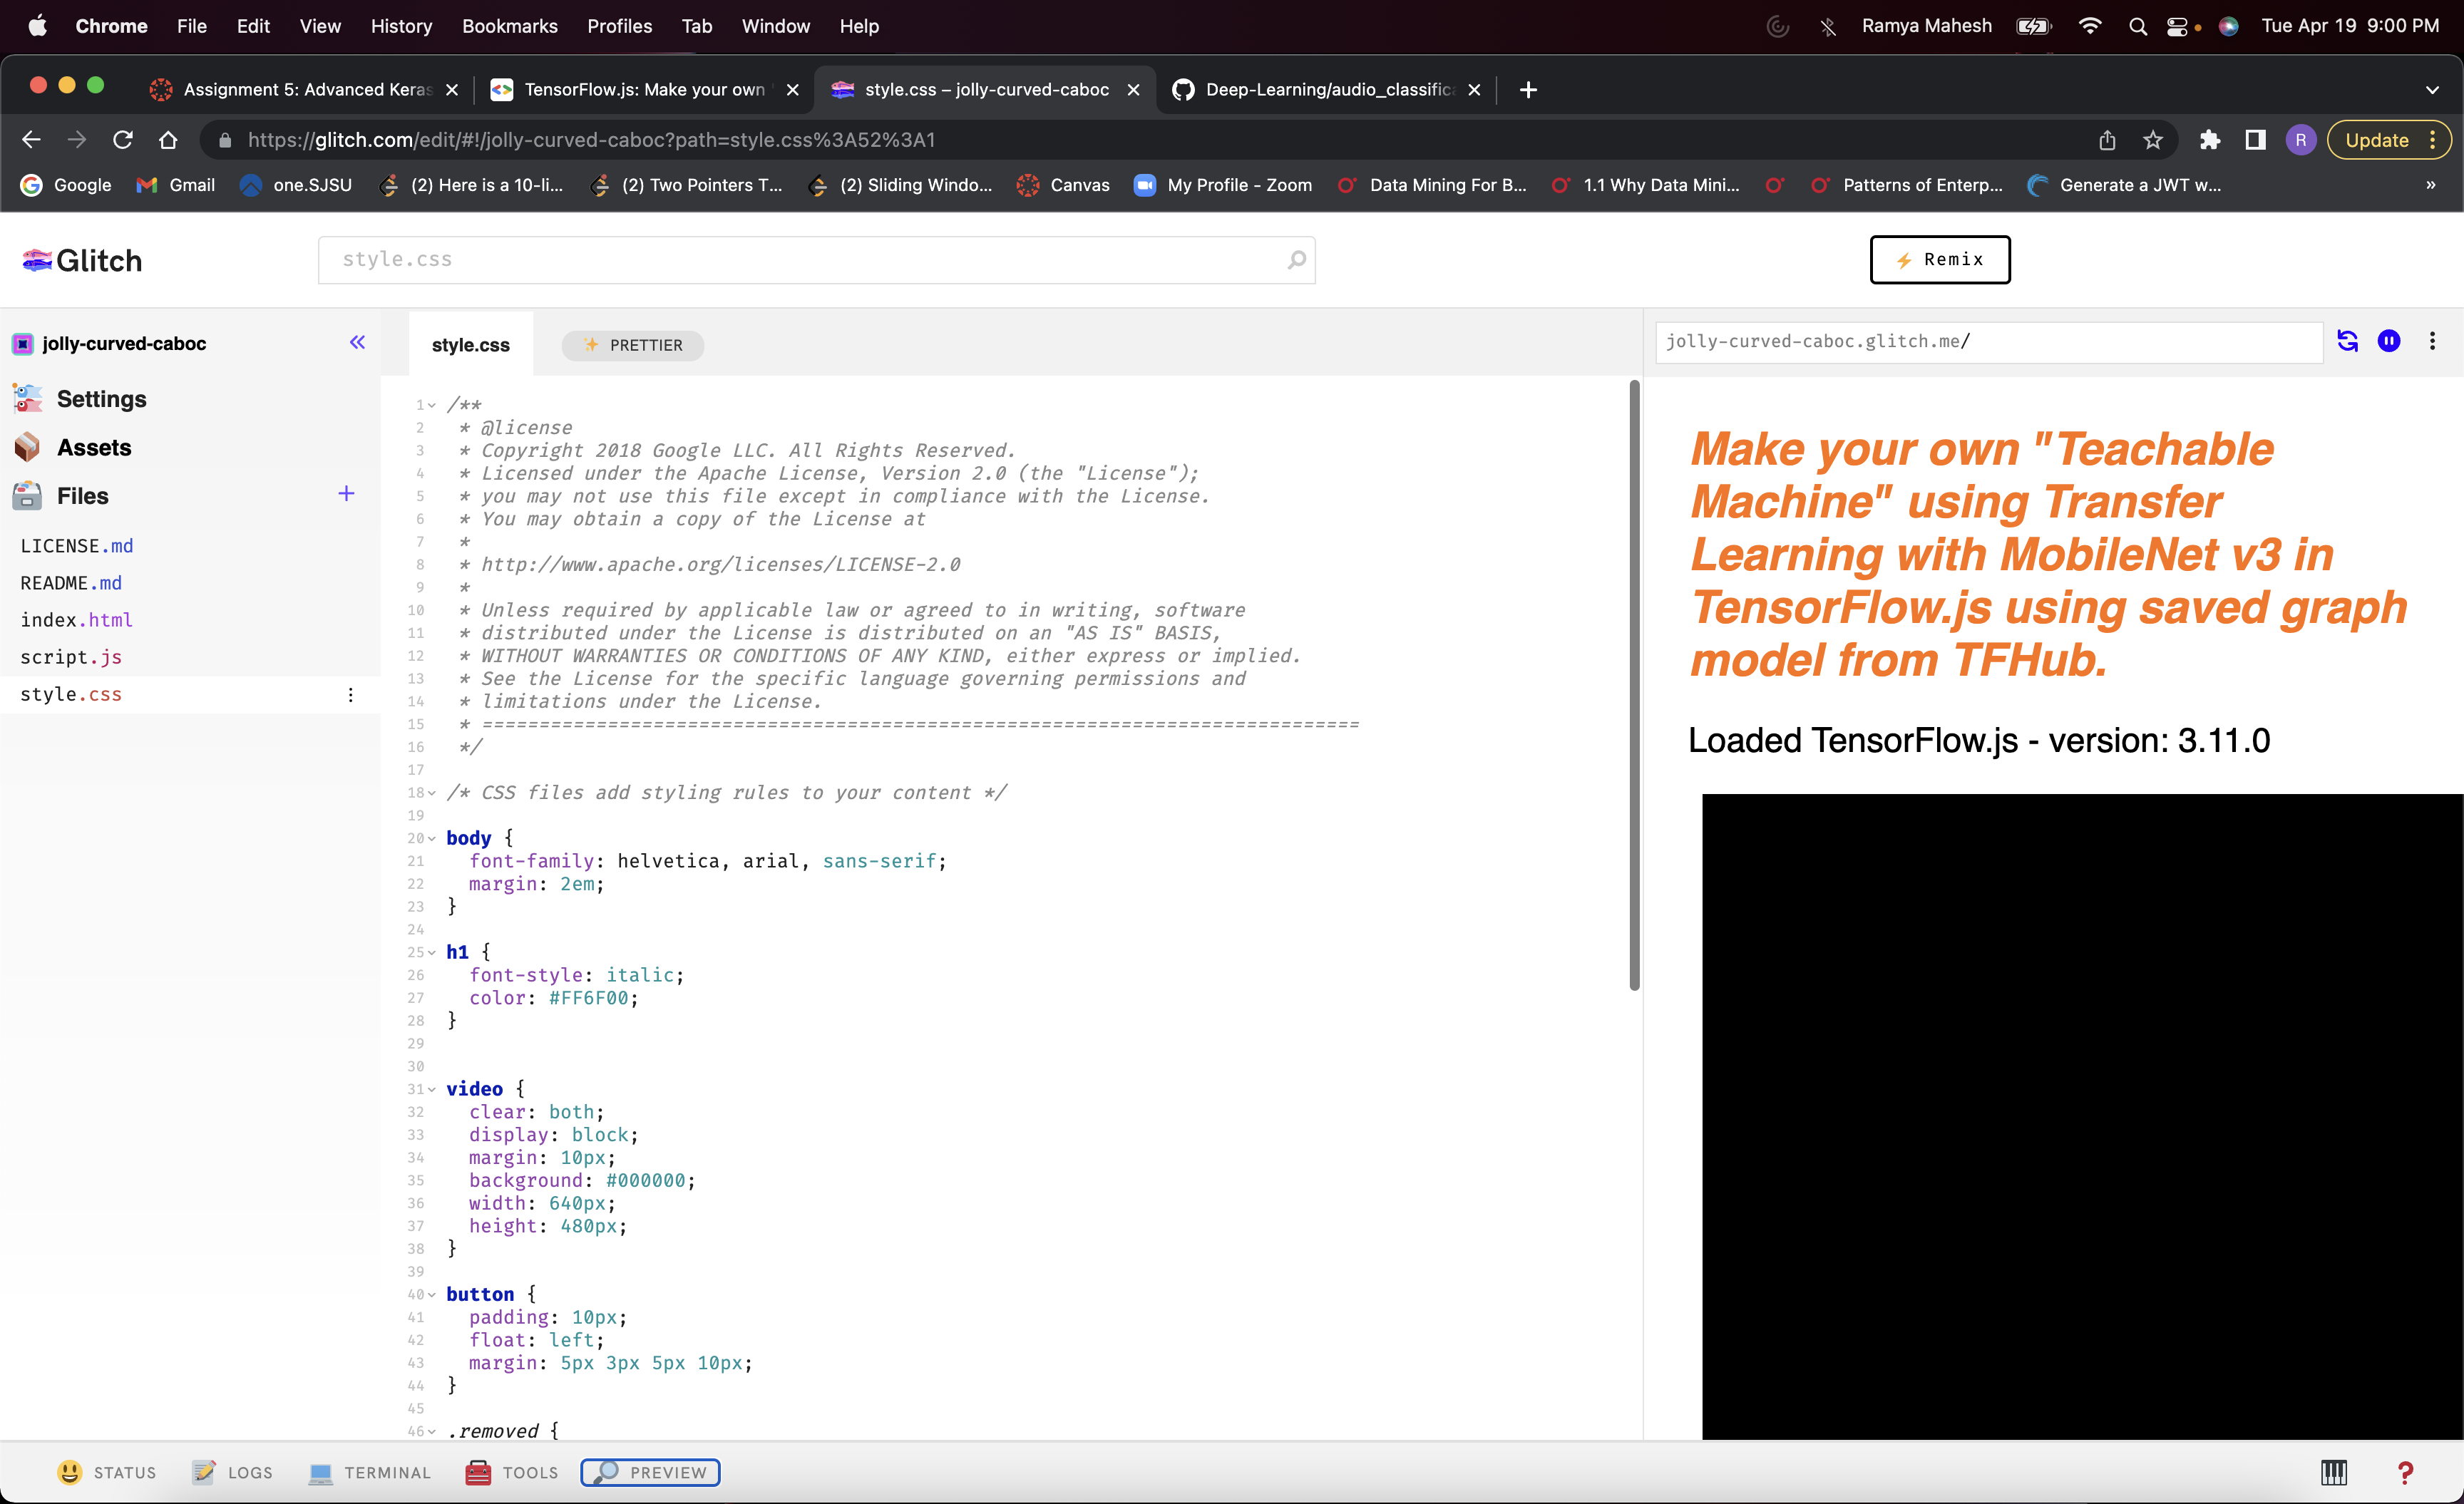 Chrome File Edit View History Bookmarks Profiles Tab Window Help Ramya Mahesh Tue Apr 19 9:00 PM
Assignment 5: Advanced Keras TensorFlow.js: Make your own style.css – jolly-curved-caboc Deep-Learning/audio_classific
https://glitch.com/edit/#!/jolly-curved-caboc?path=style.css%3A52%3A1 R Update
Google Gmail one.SJSU (2) Here is a 10-li... (2) Two Pointers T... (2) Sliding Windo... Canvas My Profile - Zoom Data Mining For B... 1.1 Why Data Mini... Patterns of Enterp... Generate a JWT w... »
Glitch style.css Remix
jolly-curved-caboc «
Settings
Assets
Files +
LICENSE.md
README.md
index.html
script.js
style.css
style.css PRETTIER
1 /**
2 * @license
3 * Copyright 2018 Google LLC. All Rights Reserved.
4 * Licensed under the Apache License, Version 2.0 (the "License");
5 * you may not use this file except in compliance with the License.
6 * You may obtain a copy of the License at
7 *
8 * http://www.apache.org/licenses/LICENSE-2.0
9 *
10 * Unless required by applicable law or agreed to in writing, software
11 * distributed under the License is distributed on an "AS IS" BASIS,
12 * WITHOUT WARRANTIES OR CONDITIONS OF ANY KIND, either express or implied.
13 * See the License for the specific language governing permissions and
14 * limitations under the License.
15 * =============================================================================
16 */
17
18 /* CSS files add styling rules to your content */
19
20 body {
21 font-family: helvetica, arial, sans-serif;
22 margin: 2em;
23 }
24
25 h1 {
26 font-style: italic;
27 color: #FF6F00;
28 }
29
30
31 video {
32 clear: both;
33 display: block;
34 margin: 10px;
35 background: #000000;
36 width: 640px;
37 height: 480px;
38 }
39
40 button {
41 padding: 10px;
42 float: left;
43 margin: 5px 3px 5px 10px;
44 }
45
46 .removed {
jolly-curved-caboc.glitch.me/
Make your own "Teachable
Machine" using Transfer
Learning with MobileNet v3 in
TensorFlow.js using saved graph
model from TFHub.
Loaded TensorFlow.js - version: 3.11.0
STATUS LOGS TERMINAL TOOLS PREVIEW ?